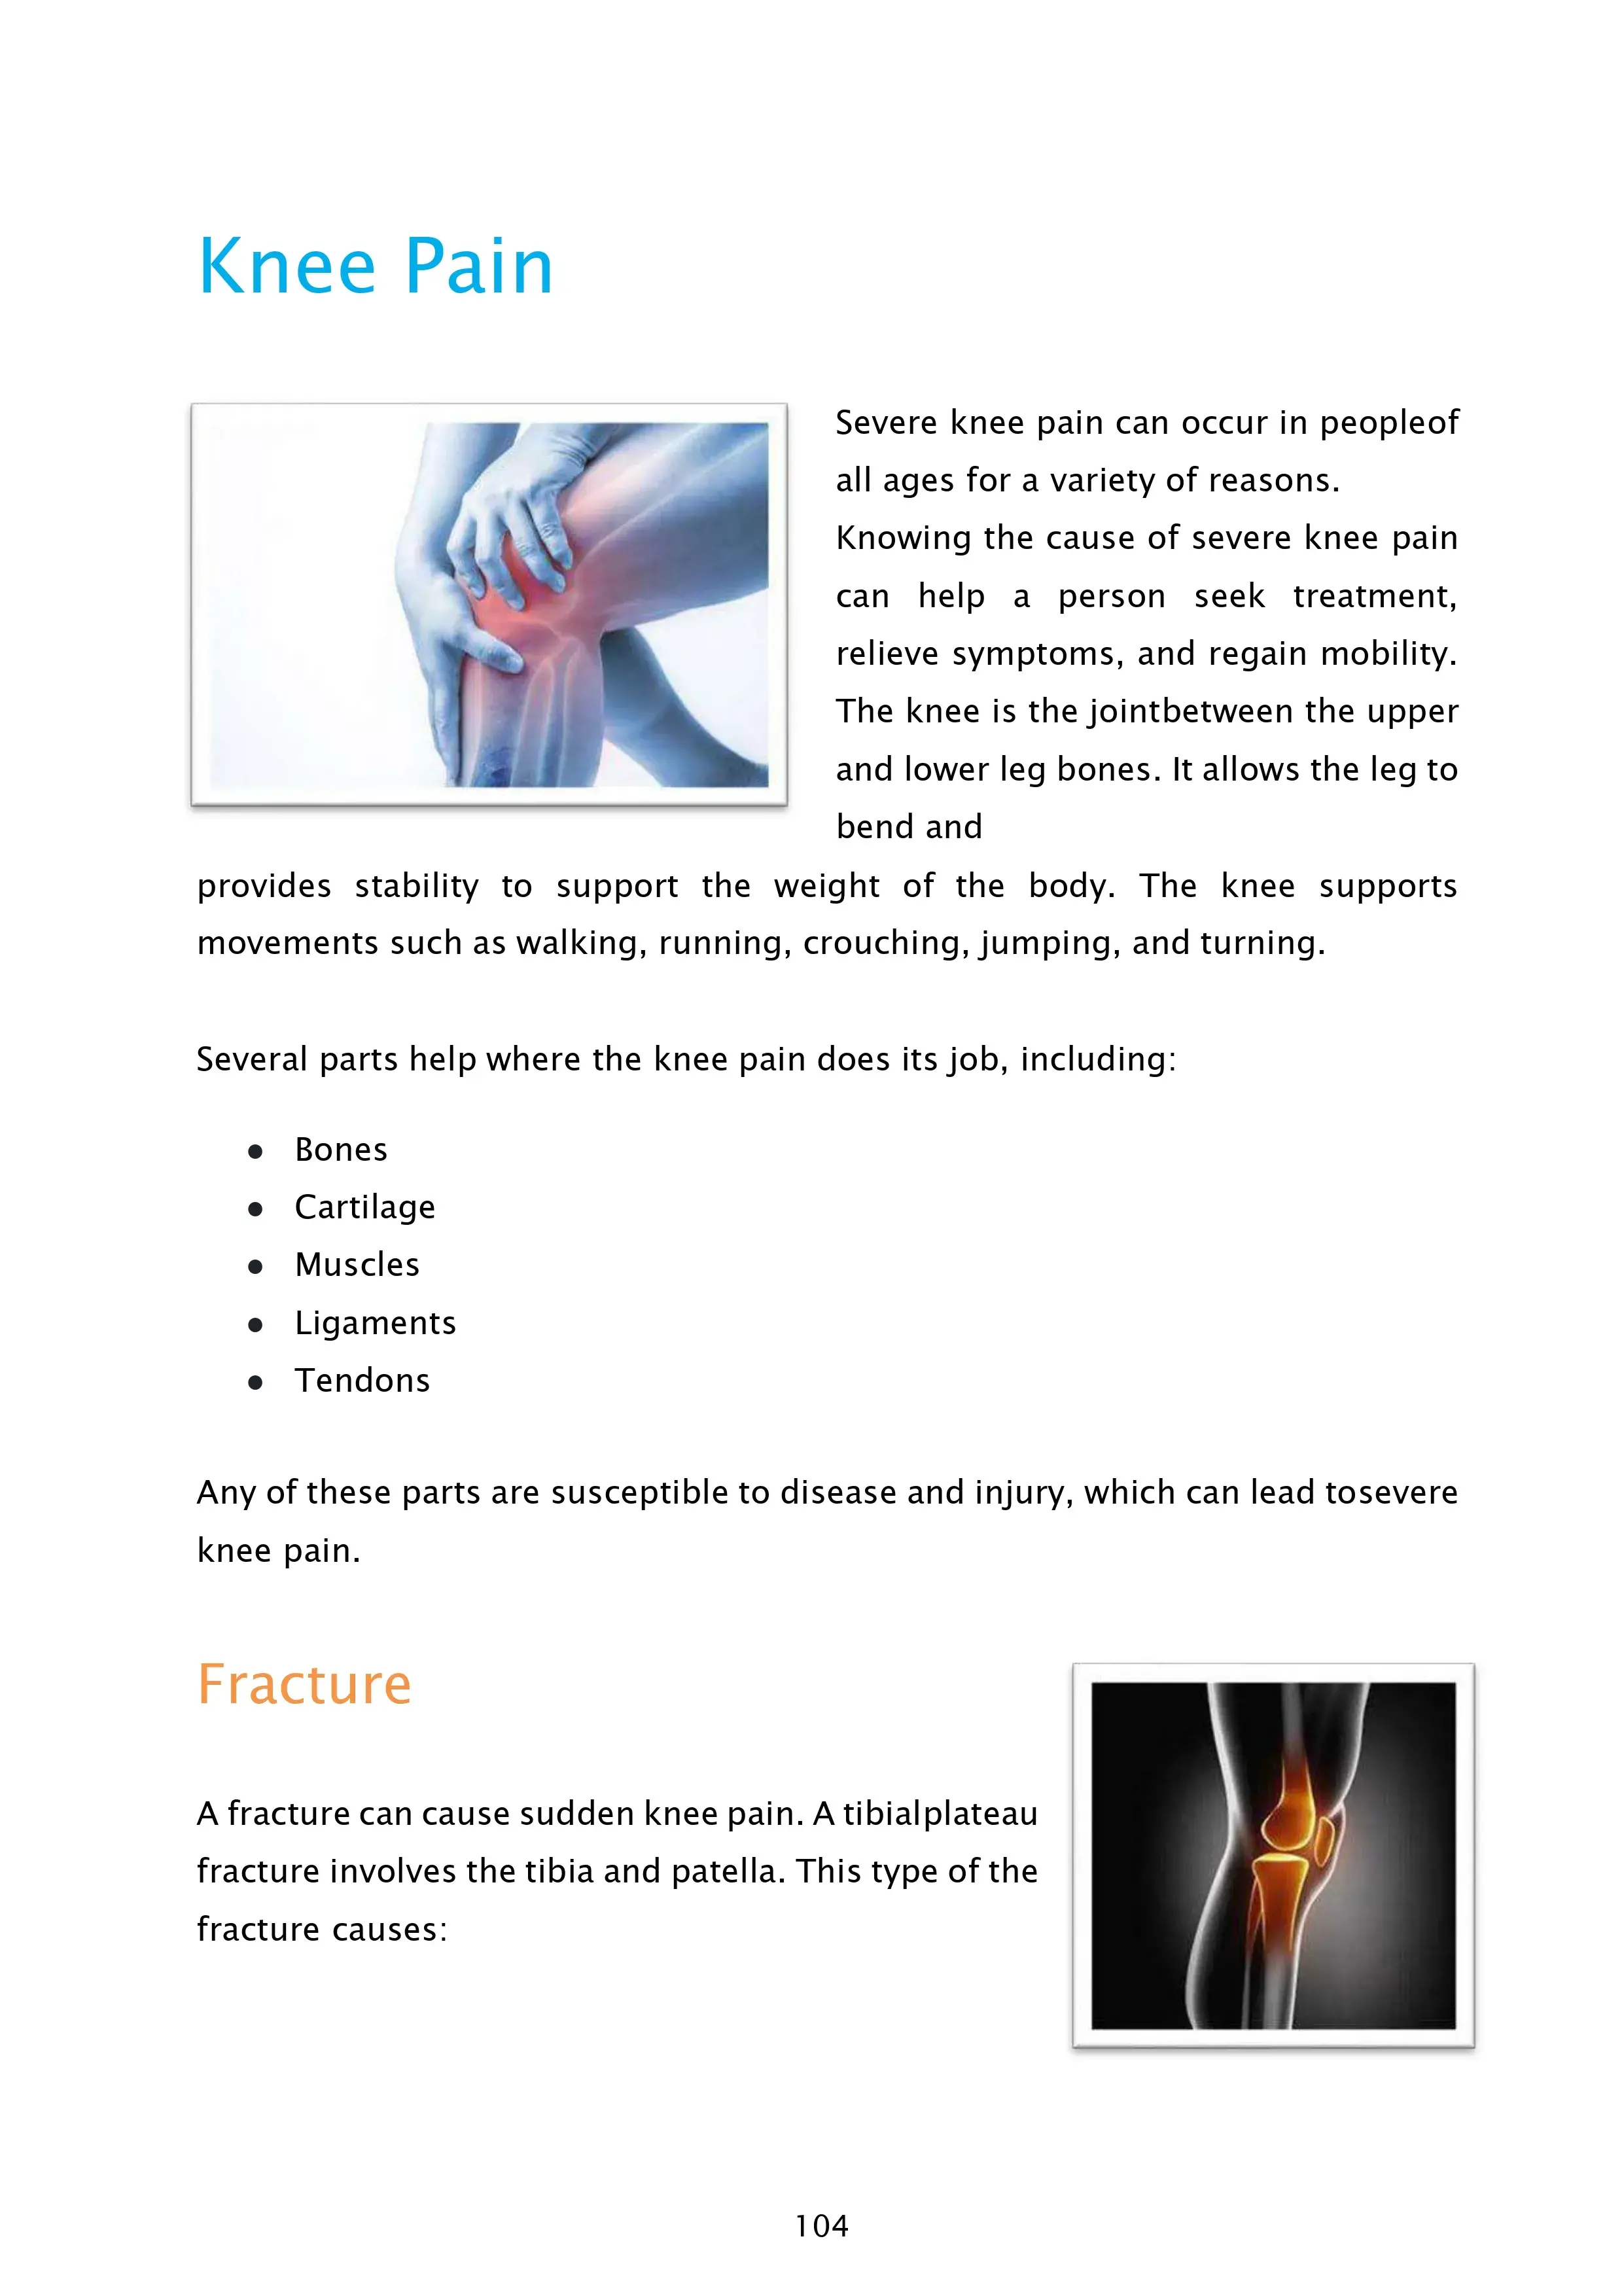 Knee Pain
Severe knee pain can occur in peopleof
all ages for a variety of reasons.
Knowing the cause of severe knee pain
can help a person seek treatment,
relieve symptoms, and regain mobility.
The knee is the jointbetween the upper
and lower leg bones. It allows the leg to
bend and
provides stability to support the weight of the body. The knee supports
movements such as walking, running, crouching, jumping, and turning.
Several parts help where the knee pain does its job, including:
● Bones
● Cartilage
● Muscles
● Ligaments
● Tendons
Any of these parts are susceptible to disease and injury, which can lead tosevere
knee pain.
Fracture
A fracture can cause sudden knee pain. A tibialplateau
fracture involves the tibia and patella. This type of the
fracture causes:
104